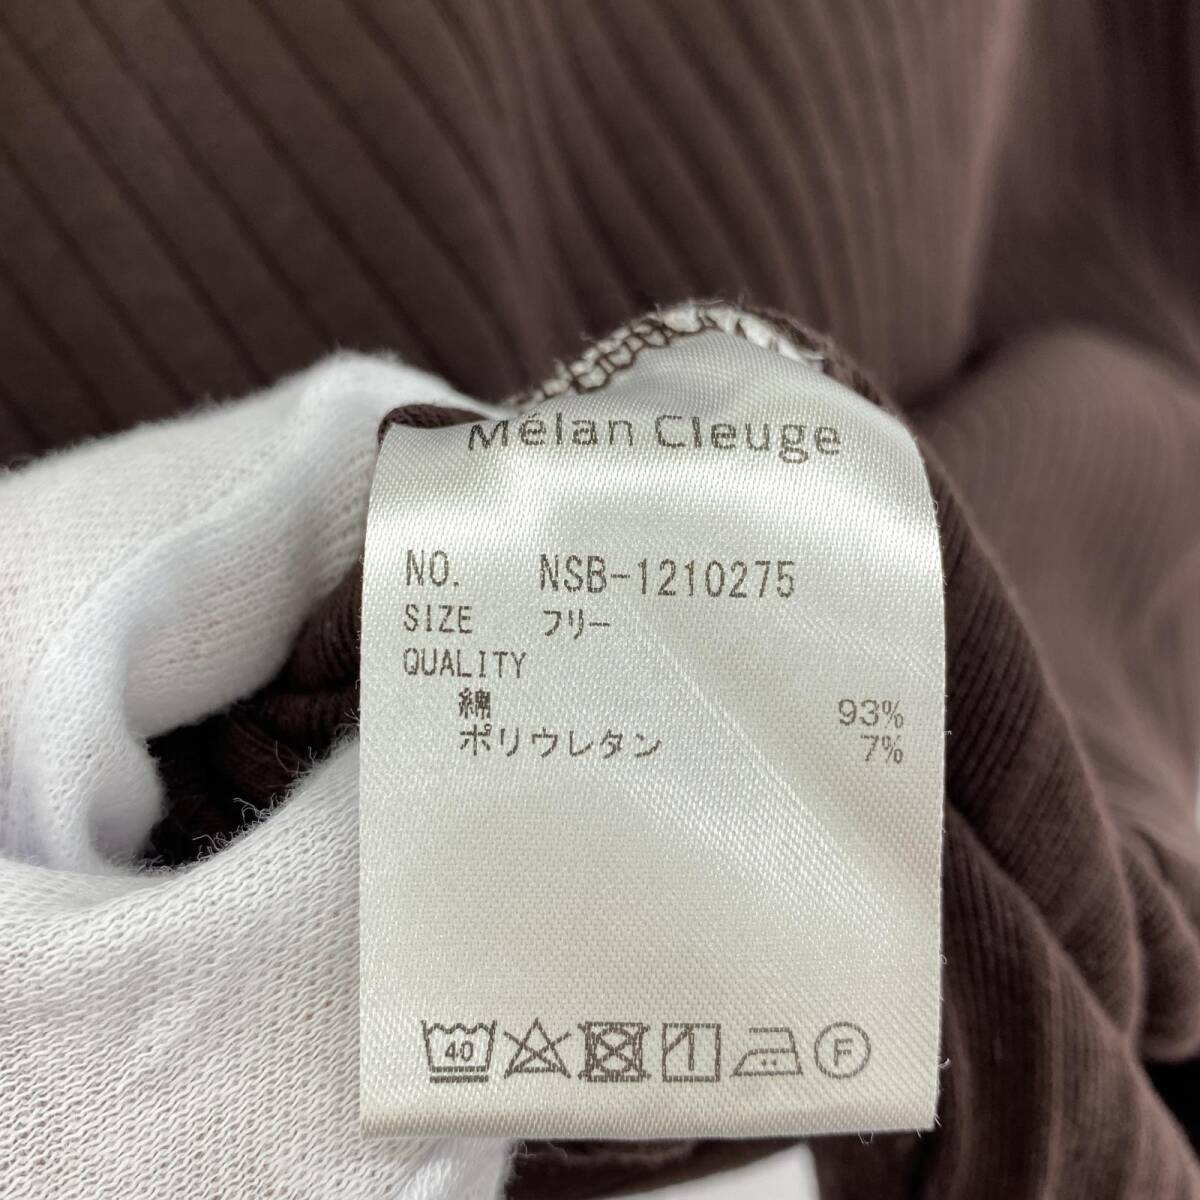 Mélan Cleuge
NO. NSB-1210275
SIZE フリー
QUALITY
綿 93%
ポリウレタン 7%
40 F